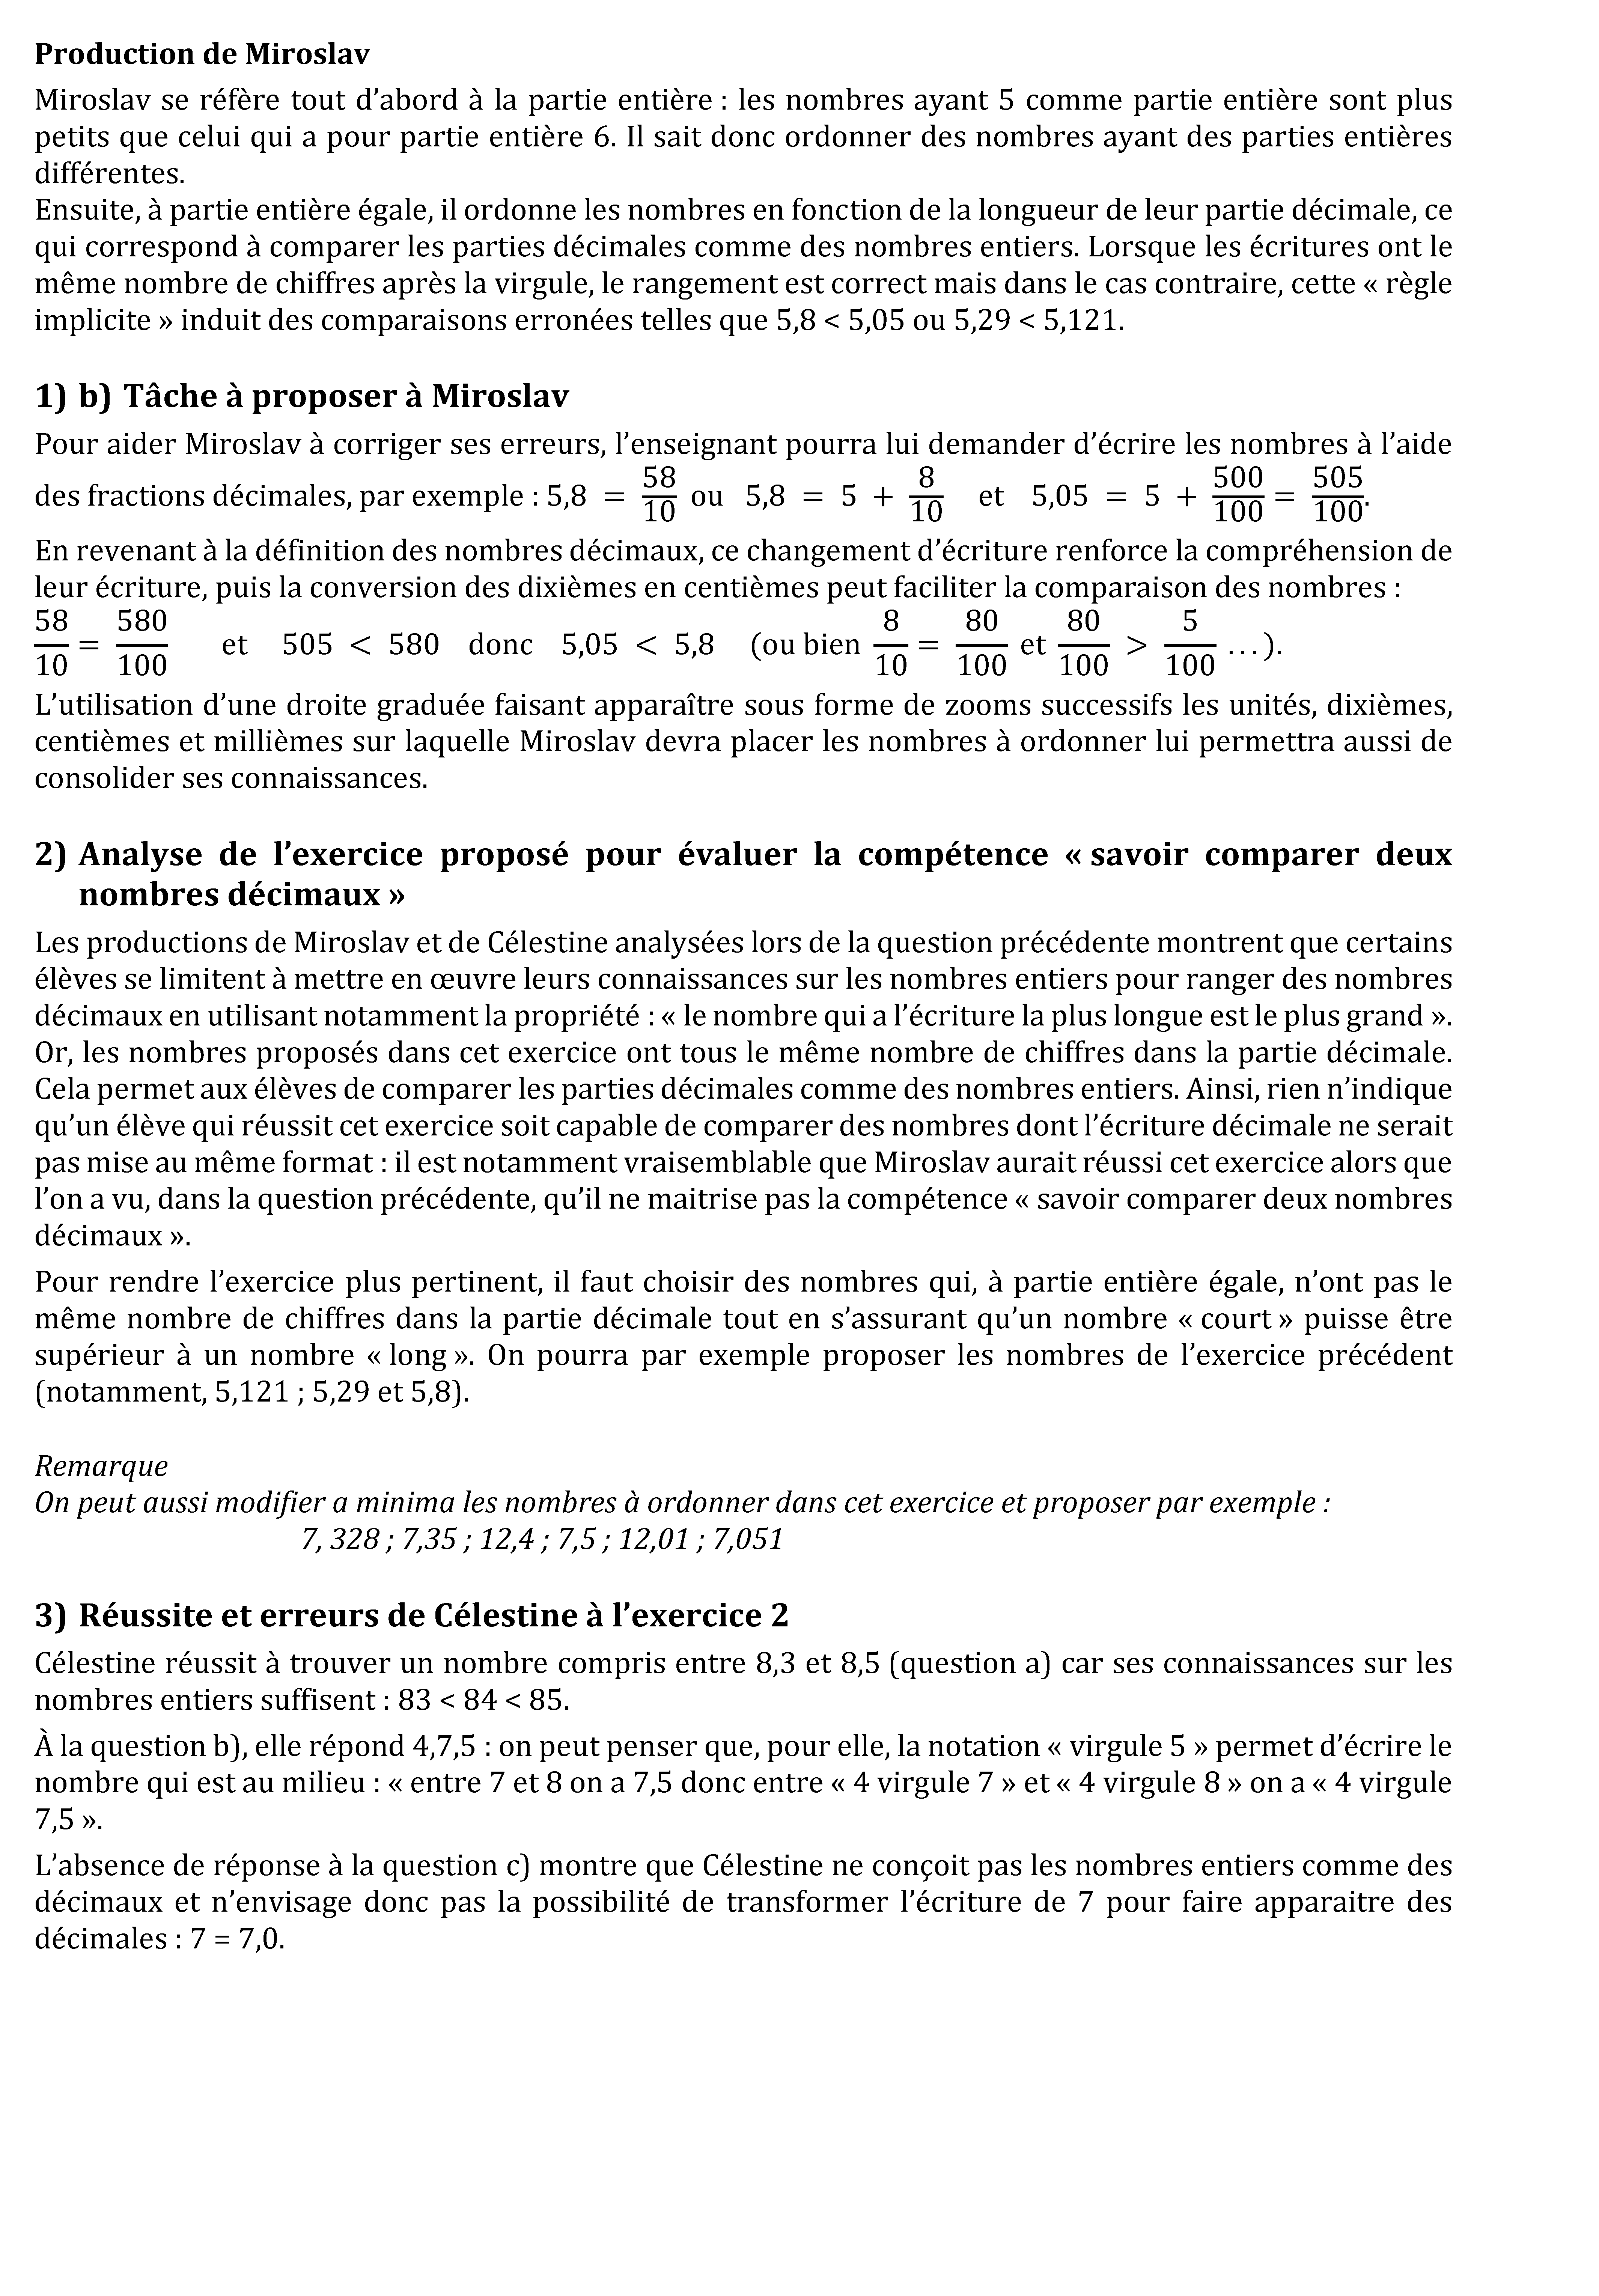 Production de Miroslav
Miroslav se réfère tout d’abord à la partie entière : les nombres ayant 5 comme partie entière sont plus
petits que celui qui a pour partie entière 6. Il sait donc ordonner des nombres ayant des parties entières
différentes.
Ensuite, à partie entière égale, il ordonne les nombres en fonction de la longueur de leur partie décimale, ce
qui correspond à comparer les parties décimales comme des nombres entiers. Lorsque les écritures ont le
même nombre de chiffres après la virgule, le rangement est correct mais dans le cas contraire, cette « règle
implicite » induit des comparaisons erronées telles que 5,8 < 5,05 ou 5,29 < 5,121.
1) b) Tâche à proposer à Miroslav
Pour aider Miroslav à corriger ses erreurs, l’enseignant pourra lui demander d’écrire les nombres à l’aide
des fractions décimales, par exemple : 5,8 = 58/10 ou 5,8 = 5 + 8/10 et 5,05 = 5 + 500/100 = 505/100.
En revenant à la définition des nombres décimaux, ce changement d’écriture renforce la compréhension de
leur écriture, puis la conversion des dixièmes en centièmes peut faciliter la comparaison des nombres :
58/10 = 580/100 et 505 < 580 donc 5,05 < 5,8 (ou bien 8/10 = 80/100 et 80/100 > 5/100 …).
L’utilisation d’une droite graduée faisant apparaître sous forme de zooms successifs les unités, dixièmes,
centièmes et millièmes sur laquelle Miroslav devra placer les nombres à ordonner lui permettra aussi de
consolider ses connaissances.
2) Analyse de l’exercice proposé pour évaluer la compétence « savoir comparer deux
nombres décimaux »
Les productions de Miroslav et de Célestine analysées lors de la question précédente montrent que certains
élèves se limitent à mettre en œuvre leurs connaissances sur les nombres entiers pour ranger des nombres
décimaux en utilisant notamment la propriété : « le nombre qui a l’écriture la plus longue est le plus grand ».
Or, les nombres proposés dans cet exercice ont tous le même nombre de chiffres dans la partie décimale.
Cela permet aux élèves de comparer les parties décimales comme des nombres entiers. Ainsi, rien n’indique
qu’un élève qui réussit cet exercice soit capable de comparer des nombres dont l’écriture décimale ne serait
pas mise au même format : il est notamment vraisemblable que Miroslav aurait réussi cet exercice alors que
l’on a vu, dans la question précédente, qu’il ne maitrise pas la compétence « savoir comparer deux nombres
décimaux ».
Pour rendre l’exercice plus pertinent, il faut choisir des nombres qui, à partie entière égale, n’ont pas le
même nombre de chiffres dans la partie décimale tout en s’assurant qu’un nombre « court » puisse être
supérieur à un nombre « long ». On pourra par exemple proposer les nombres de l’exercice précédent
(notamment, 5,121 ; 5,29 et 5,8).
Remarque
On peut aussi modifier a minima les nombres à ordonner dans cet exercice et proposer par exemple :
7, 328 ; 7,35 ; 12,4 ; 7,5 ; 12,01 ; 7,051
3) Réussite et erreurs de Célestine à l’exercice 2
Célestine réussit à trouver un nombre compris entre 8,3 et 8,5 (question a) car ses connaissances sur les
nombres entiers suffisent : 83 < 84 < 85.
À la question b), elle répond 4,7,5 : on peut penser que, pour elle, la notation « virgule 5 » permet d’écrire le
nombre qui est au milieu : « entre 7 et 8 on a 7,5 donc entre « 4 virgule 7 » et « 4 virgule 8 » on a « 4 virgule
7,5 ».
L’absence de réponse à la question c) montre que Célestine ne conçoit pas les nombres entiers comme des
décimaux et n’envisage donc pas la possibilité de transformer l’écriture de 7 pour faire apparaitre des
décimales : 7 = 7,0.